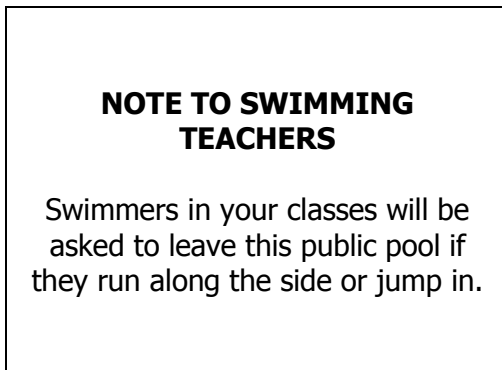 NOTE TO SWIMMING
TEACHERS
Swimmers in your classes will be
asked to leave this public pool if
they run along the side or jump in.